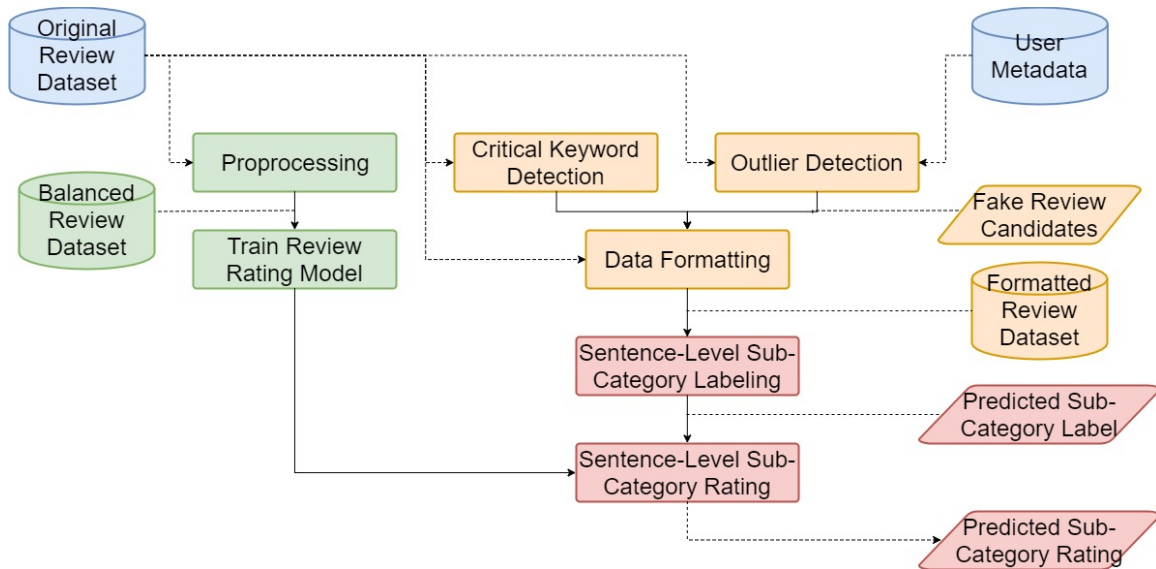 Original
Review
Dataset
User
Metadata
Proprocessing
Critical Keyword
Detection
Outlier Detection
Balanced
Review
Dataset
Fake Review
Candidates
Train Review
Rating Model
Data Formatting
Formatted
Review
Dataset
Sentence-Level Sub-
Category Labeling
Predicted Sub-
Category Label
Sentence-Level Sub-
Category Rating
Predicted Sub-
Category Rating